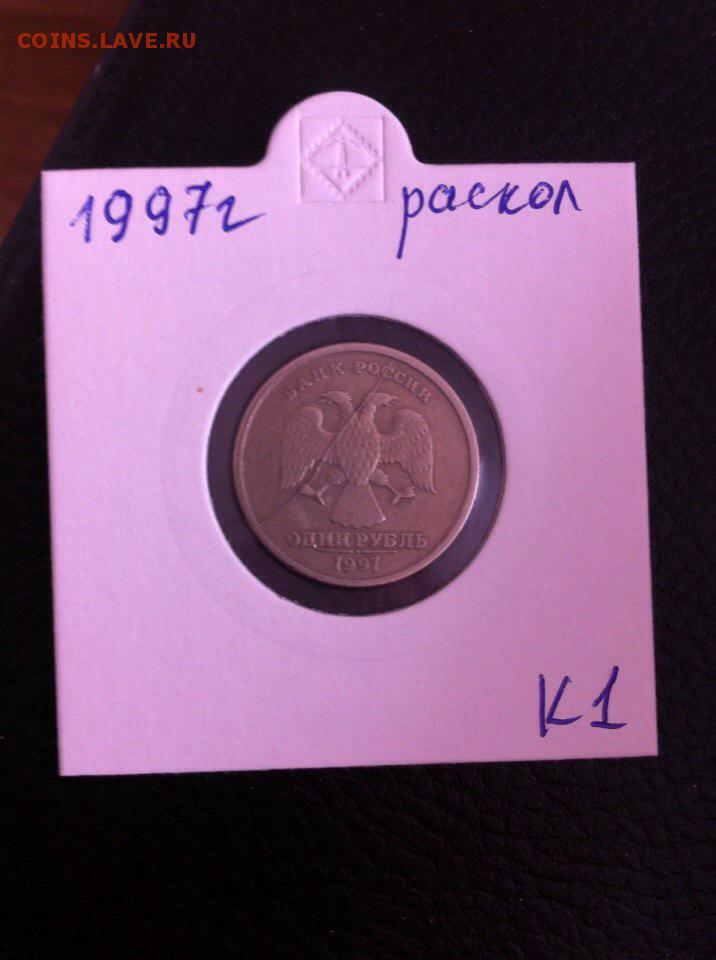 COINS.LAVE.RU
1997г раскол
БАНК РОССИИ
ОДИН РУБЛЬ
1997
К1